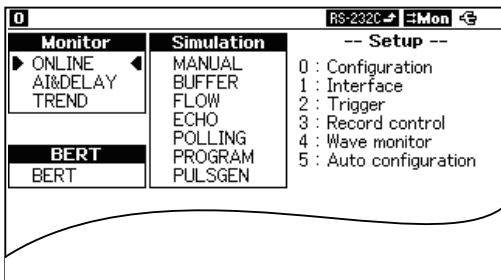 0 RS-232C Mon
Monitor
ONLINE
AI&DELAY
TREND
BERT
BERT
Simulation
MANUAL
BUFFER
FLOW
ECHO
POLLING
PROGRAM
PULSGEN
-- Setup --
0 : Configuration
1 : Interface
2 : Trigger
3 : Record control
4 : Wave monitor
5 : Auto configuration